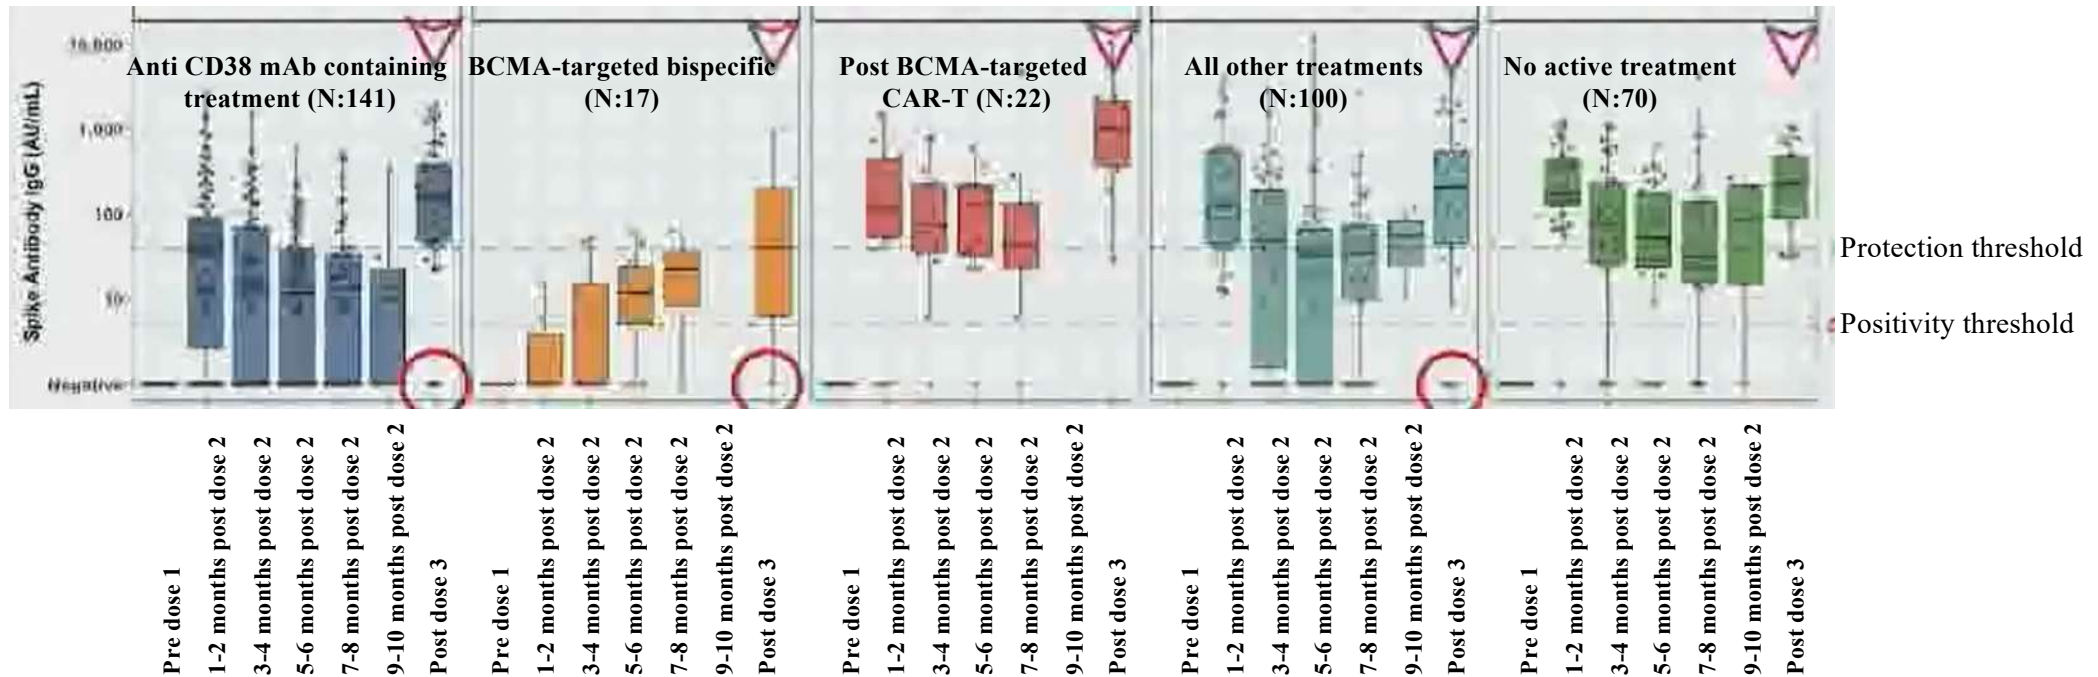 Spike Antibody IgG (AU/mL)
10,000
1,000
100
10
Negative
Anti CD38 mAb containing
treatment (N:141)
BCMA-targeted bispecific
(N:17)
Post BCMA-targeted
CAR-T (N:22)
All other treatments
(N:100)
No active treatment
(N:70)
Protection threshold
Positivity threshold
Pre dose 1
1-2 months post dose 2
3-4 months post dose 2
5-6 months post dose 2
7-8 months post dose 2
9-10 months post dose 2
Post dose 3
Pre dose 1
1-2 months post dose 2
3-4 months post dose 2
5-6 months post dose 2
7-8 months post dose 2
9-10 months post dose 2
Post dose 3
Pre dose 1
1-2 months post dose 2
3-4 months post dose 2
5-6 months post dose 2
7-8 months post dose 2
9-10 months post dose 2
Post dose 3
Pre dose 1
1-2 months post dose 2
3-4 months post dose 2
5-6 months post dose 2
7-8 months post dose 2
9-10 months post dose 2
Post dose 3
Pre dose 1
1-2 months post dose 2
3-4 months post dose 2
5-6 months post dose 2
7-8 months post dose 2
9-10 months post dose 2
Post dose 3